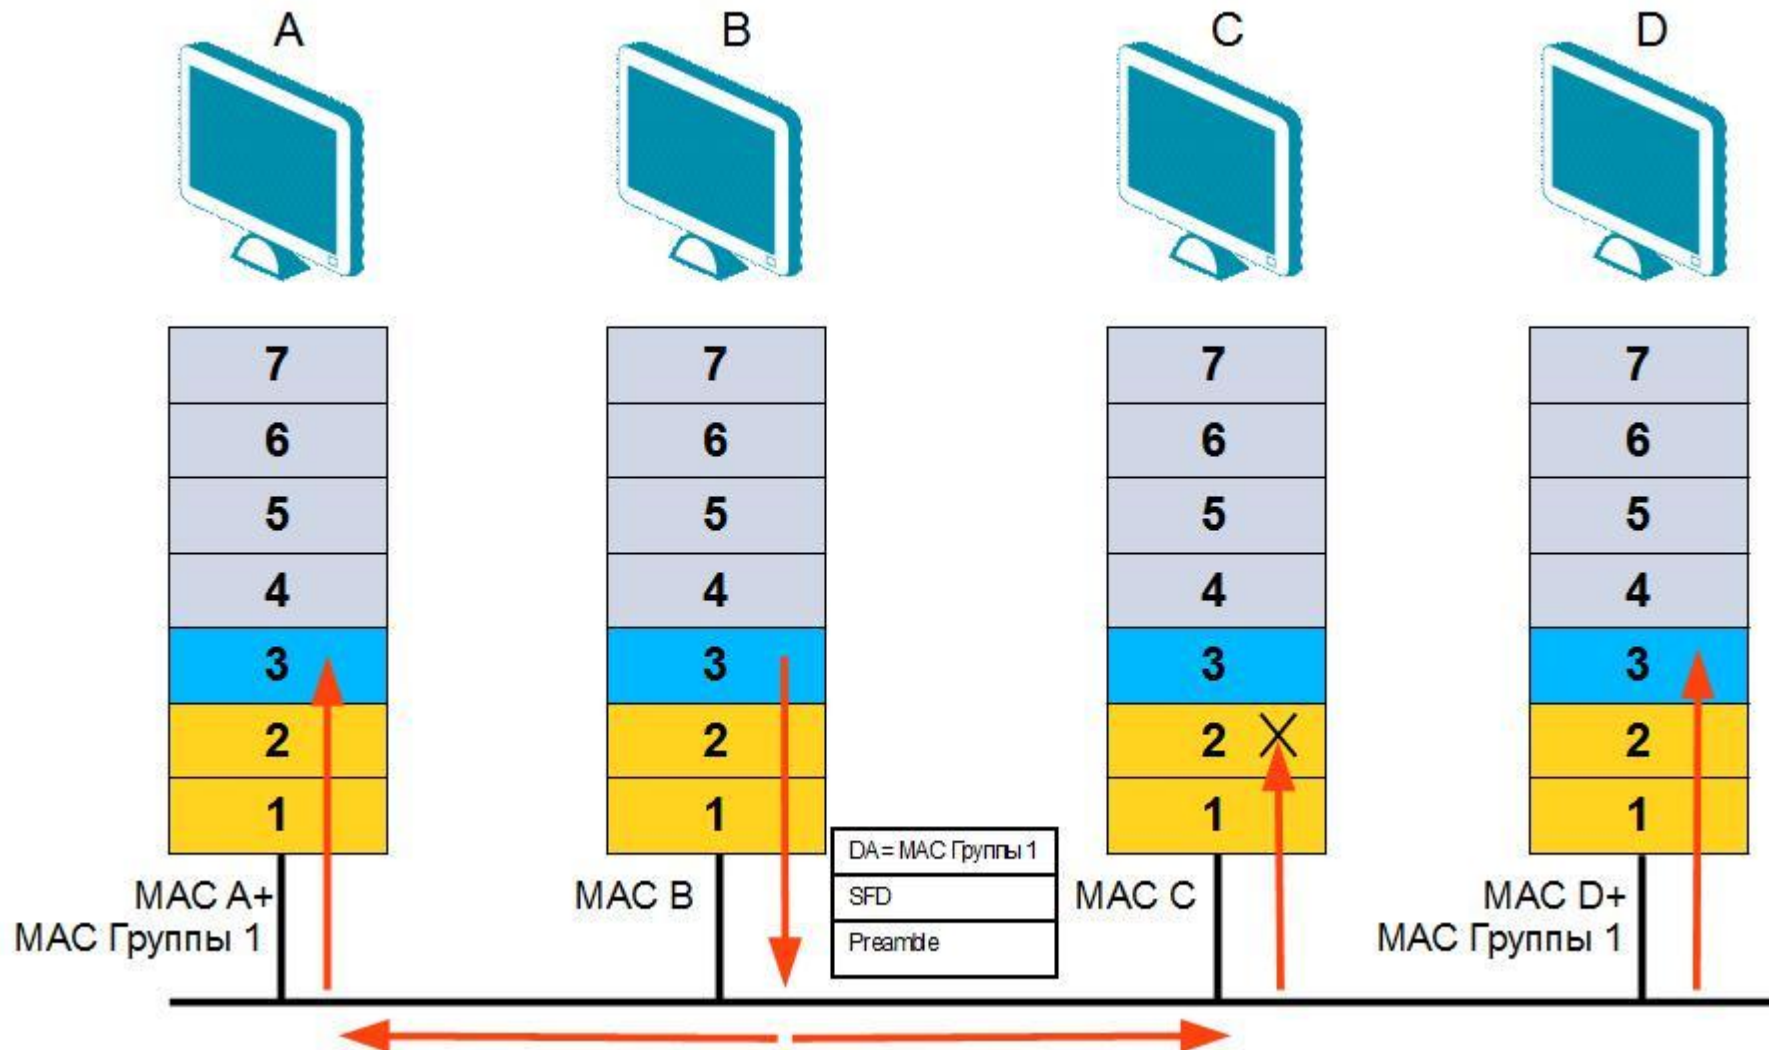 A B C D
7 7 7 7
6 6 6 6
5 5 5 5
4 4 4 4
3 3 3 3
2 2 2 2
1 1 1 1
DA= MAC Группы 1
SFD
Preamble
MAC A+
MAC Группы 1
MAC B
MAC C
MAC D+
MAC Группы 1